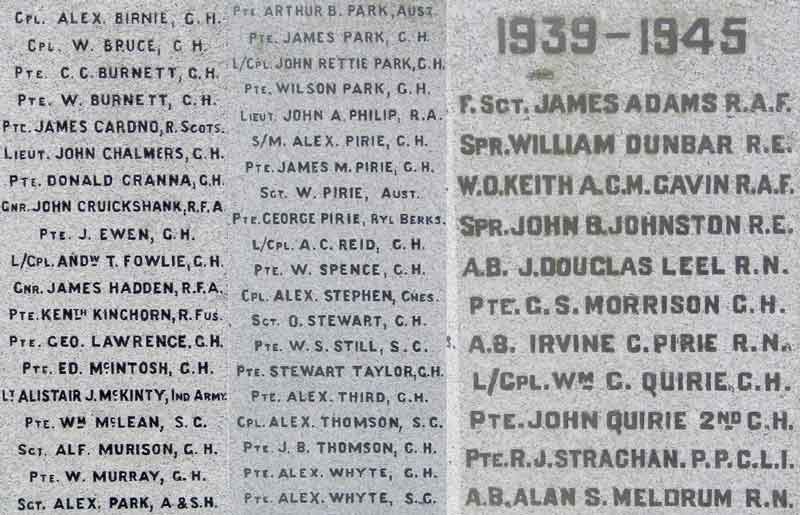 CPL. ALEX. BIRNIE, G. H.
CPL. W. BRUCE, G. H.
PTE. C. C. BURNETT, G. H.
PTE. W. BURNETT, G. H.
PTE. JAMES CARDNO, R. SCOTS.
LIEUT. JOHN CHALMERS, G. H.
PTE. DONALD CRANNA, G. H.
GNR. JOHN CRUICKSHANK, R. F. A.
PTE. J. EWEN, G. H.
L/CPL. ANDW T. FOWLIE, G. H.
GNR. JAMES HADDEN, R. F. A.
PTE. KENTH KINGHORN, R. FUS.
PTE. GEO. LAWRENCE, G. H.
PTE. ED. MCINTOSH, G. H.
LT ALISTAIR J. MCKINTY, IND ARMY.
PTE. WM MCLEAN, S. G.
SGT. ALF. MURISON, G. H.
PTE. W. MURRAY, G. H.
SGT. ALEX. PARK, A & S.H.
PTE. ARTHUR B. PARK, AUST.
PTE. JAMES PARK, G. H.
L/CPL. JOHN RETTIE PARK, G. H.
PTE. WILSON PARK, G. H.
LIEUT. JOHN A. PHILIP, R. A.
S/M. ALEX. PIRIE, G. H.
PTE. JAMES M. PIRIE, G. H.
SGT. W. PIRIE, AUST.
PTE. GEORGE PIRIE, RYL BERKS.
L/CPL. A. C. REID, G. H.
PTE. W. SPENCE, G. H.
CPL. ALEX. STEPHEN, CHES.
SGT. O. STEWART, G. H.
PTE. W. S. STILL, S. G.
PTE. STEWART TAYLOR, G. H.
PTE. ALEX. THIRD, G. H.
CPL. ALEX. THOMSON, S. G.
PTE. J. B. THOMSON, G. H.
PTE. ALEX. WHYTE, G. H.
PTE. ALEX. WHYTE, S. G.
1939-1945
F. SGT. JAMES ADAMS R.A.F.
SPR. WILLIAM DUNBAR R.E.
W.O. KEITH A.G.M. GAVIN R.A.F.
SPR. JOHN B. JOHNSTON R.E.
A.B. J. DOUGLAS LEEL R.N.
PTE. G. S. MORRISON G.H.
A.B. IRVINE G. PIRIE R.N.
L/CPL. WM G. QUIRIE, G.H.
PTE. JOHN QUIRIE 2ND G.H.
PTE. R. J. STRACHAN. P.P.C.L.I.
A.B. ALAN S. MELDRUM R.N.